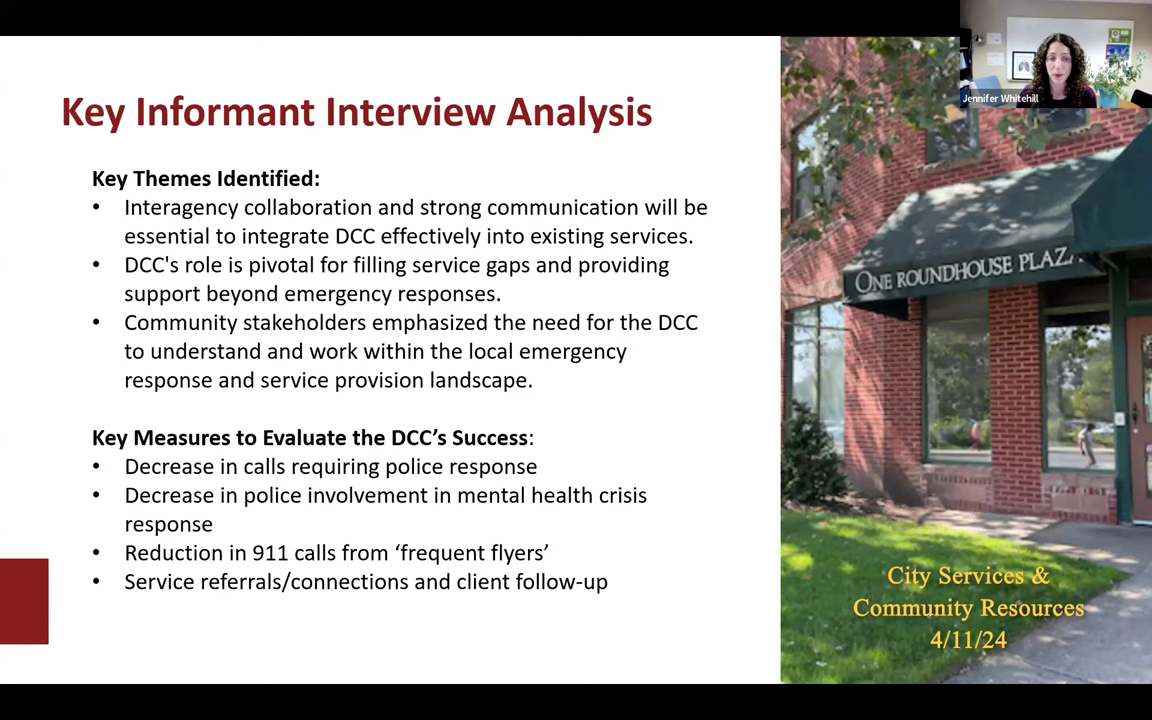 Jennifer Whitehill
Key Informant Interview Analysis
Key Themes Identified:
• Interagency collaboration and strong communication will be
essential to integrate DCC effectively into existing services.
• DCC's role is pivotal for filling service gaps and providing
support beyond emergency responses.
• Community stakeholders emphasized the need for the DCC
to understand and work within the local emergency
response and service provision landscape.
Key Measures to Evaluate the DCC’s Success:
• Decrease in calls requiring police response
• Decrease in police involvement in mental health crisis
response
• Reduction in 911 calls from ‘frequent flyers’
• Service referrals/connections and client follow-up
ONE ROUNDHOUSE PLAZA
City Services &
Community Resources
4/11/24